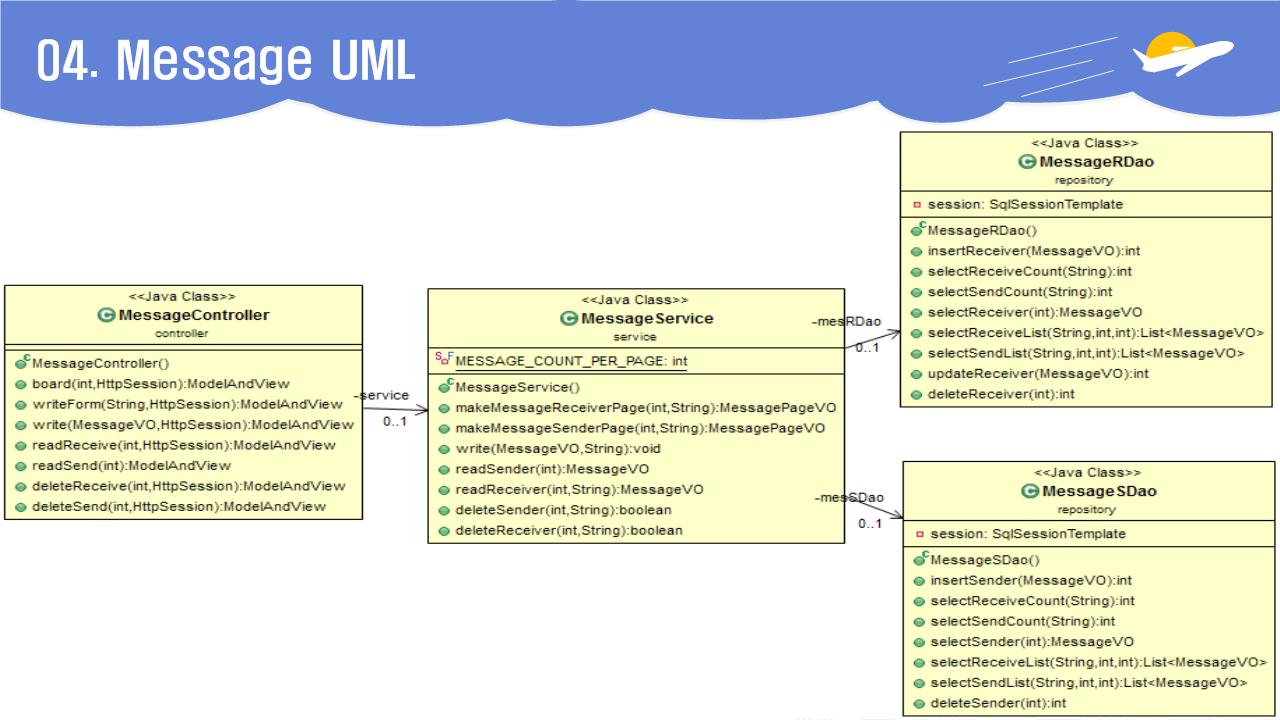 04. Message UML
<<Java Class>>
MessageController
controller
MessageController()
board(int,HttpSession):ModelAndView
writeForm(String,HttpSession):ModelAndView
write(MessageVO,HttpSession):ModelAndView
readReceive(int,HttpSession):ModelAndView
readSend(int):ModelAndView
deleteReceive(int,HttpSession):ModelAndView
deleteSend(int,HttpSession):ModelAndView
-service
0..1
<<Java Class>>
MessageService
service
MESSAGE_COUNT_PER_PAGE: int
MessageService()
makeMessageReceiverPage(int,String):MessagePageVO
makeMessageSenderPage(int,String):MessagePageVO
write(MessageVO,String):void
readSender(int):MessageVO
readReceiver(int,String):MessageVO
deleteSender(int,String):boolean
deleteReceiver(int,String):boolean
-mesRDao
0..1
-mesSDao
0..1
<<Java Class>>
MessageRDao
repository
session: SqlSessionTemplate
MessageRDao()
insertReceiver(MessageVO):int
selectReceiveCount(String):int
selectSendCount(String):int
selectReceiver(int):MessageVO
selectReceiveList(String,int,int):List<MessageVO>
selectSendList(String,int,int):List<MessageVO>
updateReceiver(MessageVO):int
deleteReceiver(int):int
<<Java Class>>
MessageSDao
repository
session: SqlSessionTemplate
MessageSDao()
insertSender(MessageVO):int
selectReceiveCount(String):int
selectSendCount(String):int
selectSender(int):MessageVO
selectReceiveList(String,int,int):List<MessageVO>
selectSendList(String,int,int):List<MessageVO>
deleteSender(int):int